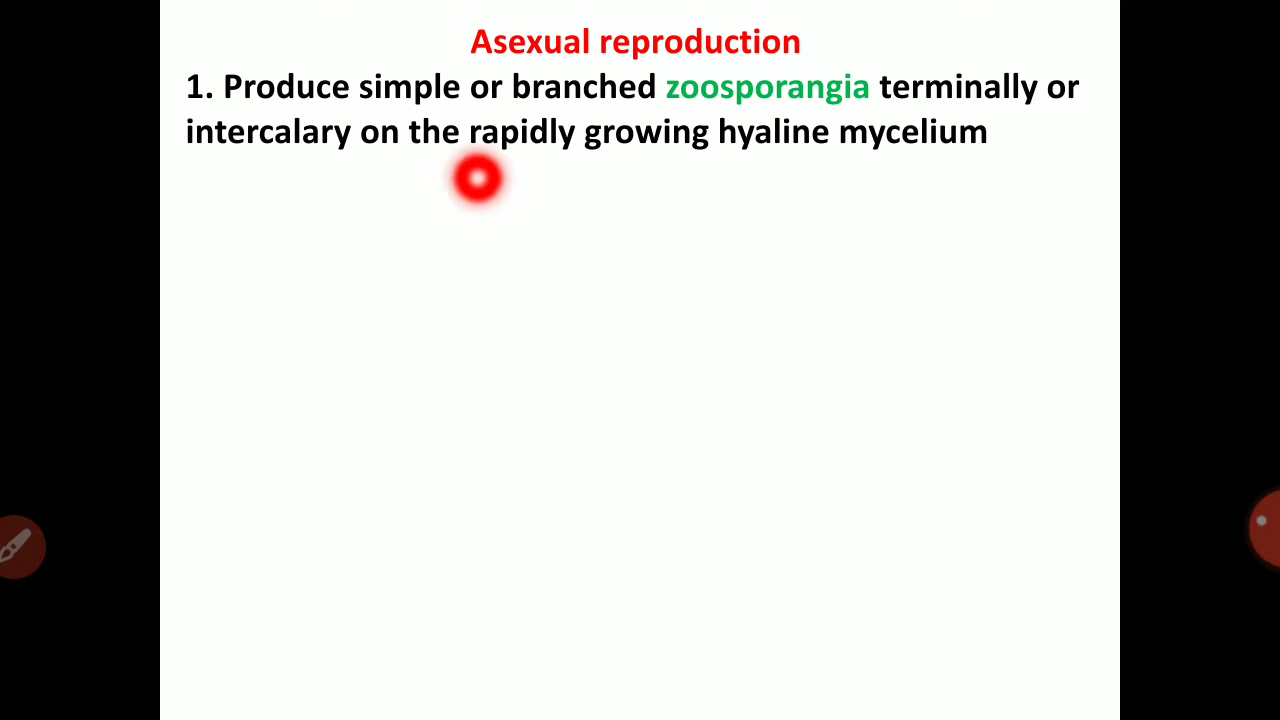 Asexual reproduction
1. Produce simple or branched zoosporangia terminally or
intercalary on the rapidly growing hyaline mycelium